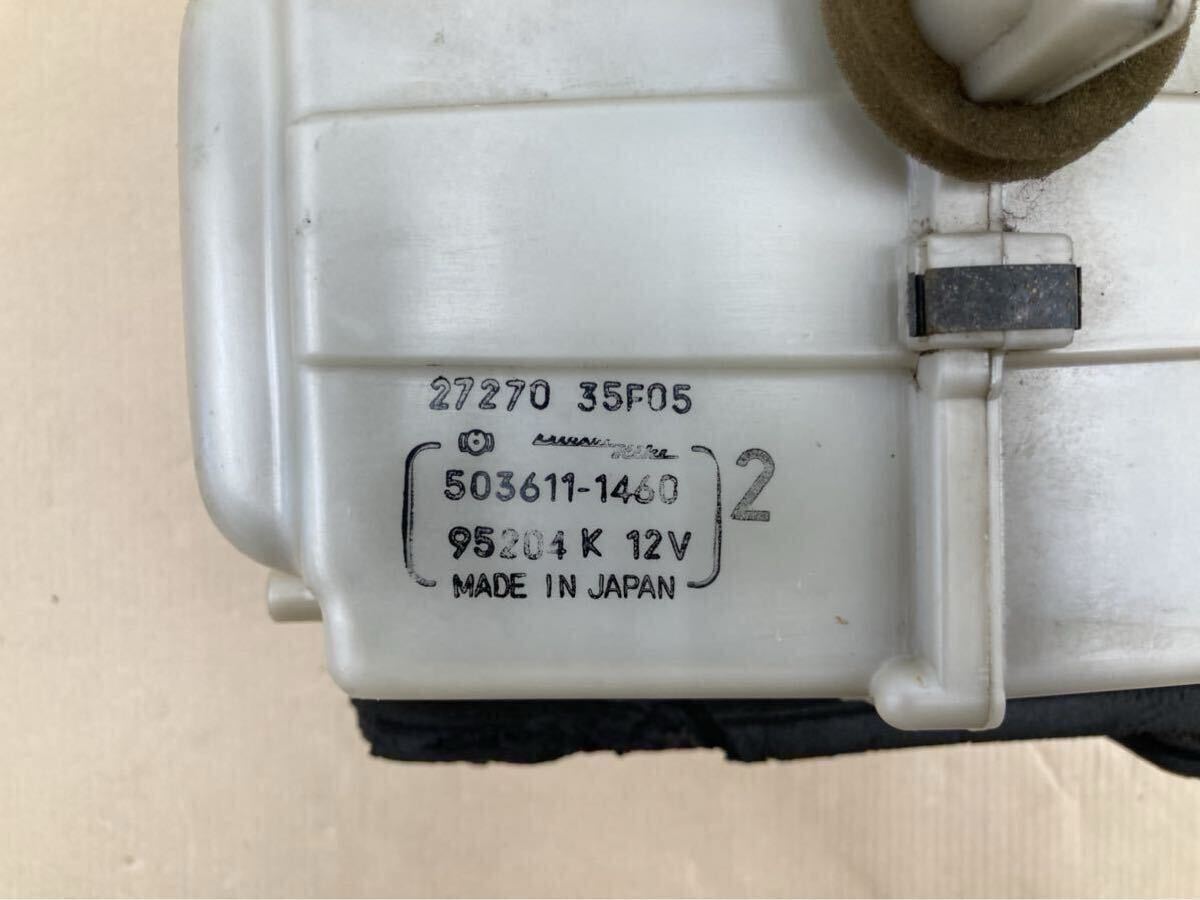 27270 35F05
503611-1460
2
95204 K 12V
MADE IN JAPAN